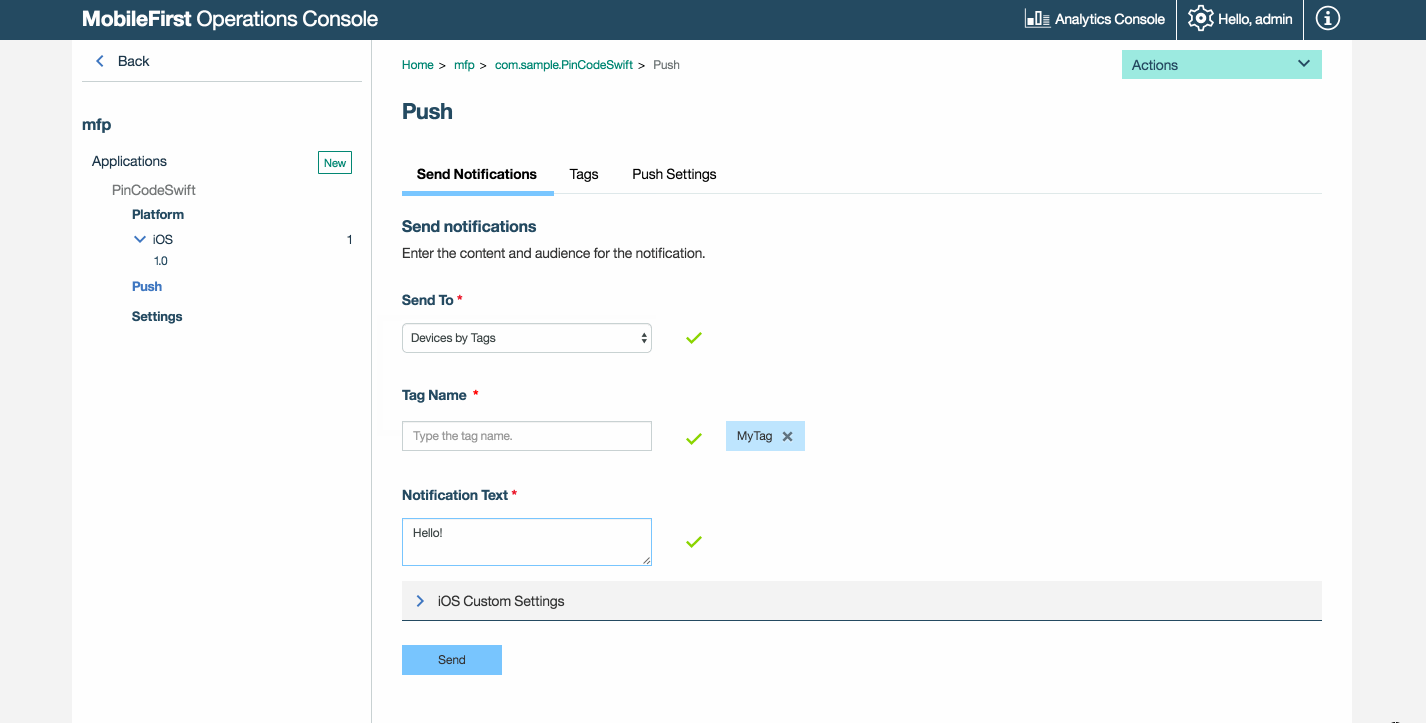 MobileFirst Operations Console
Analytics Console
Hello, admin
Back
mfp
Applications
New
PinCodeSwift
Platform
iOS
1
1.0
Push
Settings
Home > mfp > com.sample.PinCodeSwift > Push
Actions
Push
Send Notifications
Tags
Push Settings
Send notifications
Enter the content and audience for the notification.
Send To *
Devices by Tags
Tag Name *
Type the tag name.
MyTag
Notification Text *
Hello!
iOS Custom Settings
Send